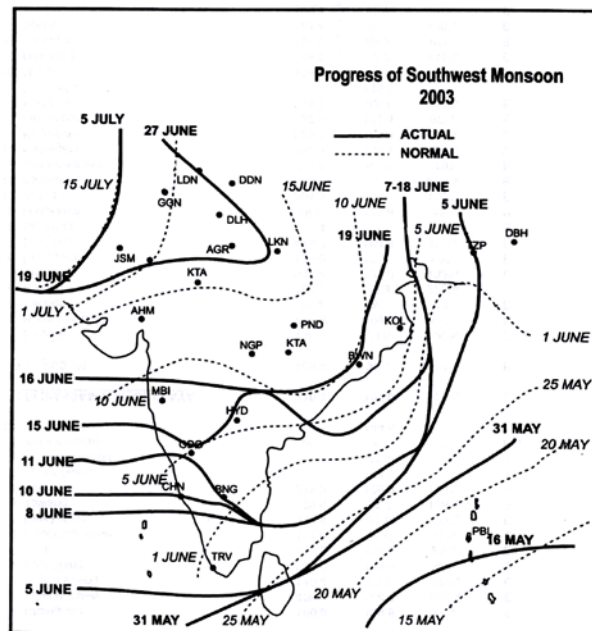 Progress of Southwest Monsoon
2003
ACTUAL
NORMAL
5 JULY
27 JUNE
15 JULY
LDN
DDN
GGN
DLH
15JUNE
10 JUNE
7-18 JUNE
5 JUNE
5 JUNE
19 JUNE
TZP
DBH
JSM
AGR
LKN
KTA
19 JUNE
1 JULY
AHM
PND
KOL
NGP
KTA
BWN
1 JUNE
16 JUNE
MBI
10 JUNE
25 MAY
HYD
15 JUNE
31 MAY
20 MAY
11 JUNE
5 JUNE
10 JUNE
CHN
BNG
8 JUNE
PBL
16 MAY
1 JUNE
TRV
5 JUNE
20 MAY
31 MAY
25 MAY
15 MAY